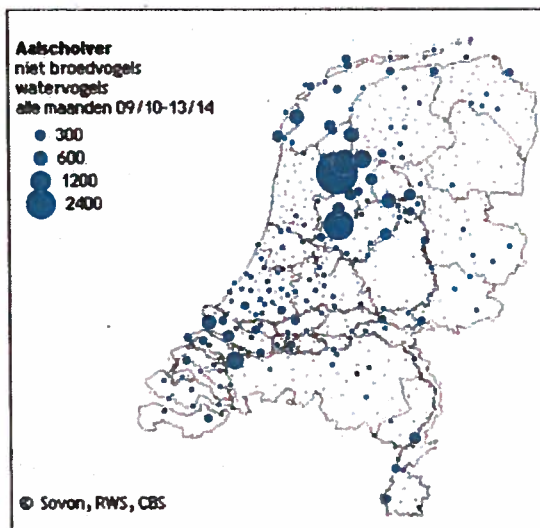 Aalscholver
niet broedvogels
watervogels
alle maanden 09/10-13/14
300
600
1200
2400
© Sovon, RWS, CBS